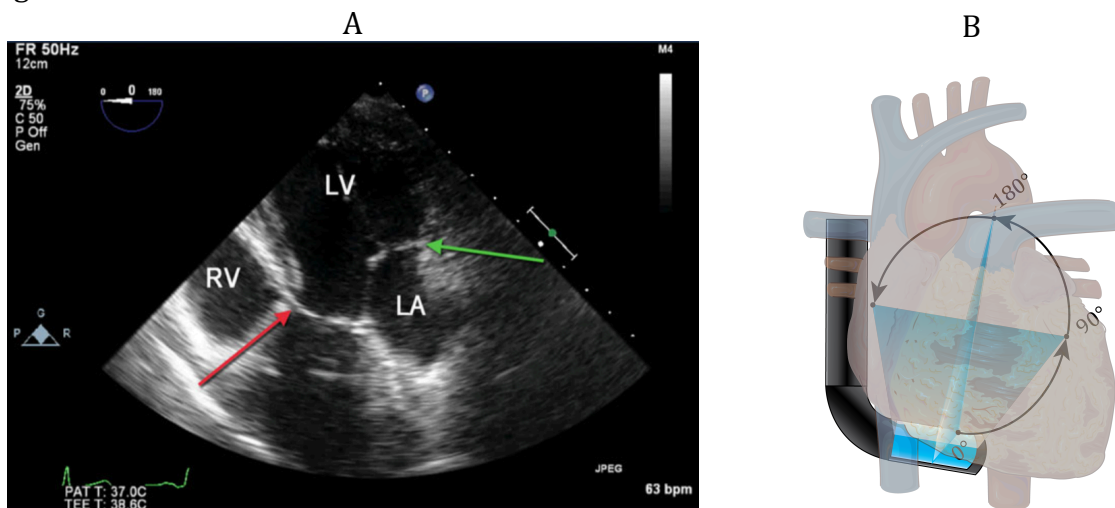 A
B
FR 50Hz
12cm
M4
2D
75%
C 50
P Off
Gen
0 0 180
P
LV
RV
LA
G
P R
JPEG
63 bpm
PAT T: 37.0C
TEE T: 38.6C
180°
90°
0°